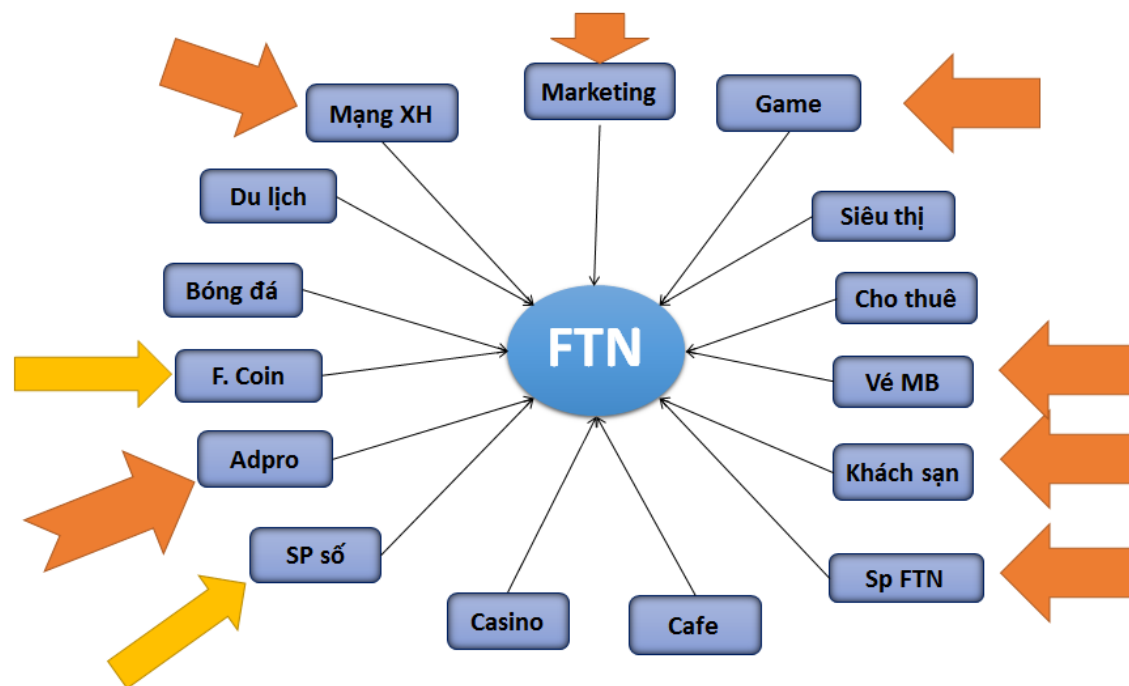 Marketing
Mạng XH
Game
Du lịch
Siêu thị
Bóng đá
Cho thuê
FTN
F. Coin
Vé MB
Adpro
Khách sạn
SP số
Sp FTN
Casino
Cafe